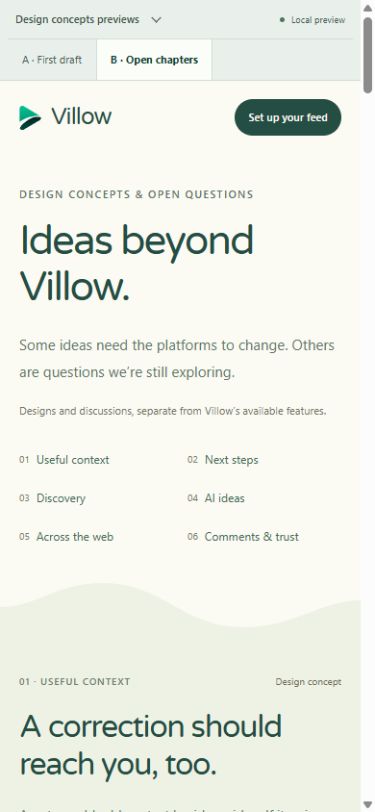 Design concepts previews
Local preview
A · First draft
B · Open chapters
Villow
Set up your feed
DESIGN CONCEPTS & OPEN QUESTIONS
Ideas beyond
Villow.
Some ideas need the platforms to change. Others
are questions we're still exploring.
Designs and discussions, separate from Villow's available features.
01 Useful context
02 Next steps
03 Discovery
04 AI ideas
05 Across the web
06 Comments & trust
01 · USEFUL CONTEXT
Design concept
A correction should
reach you, too.